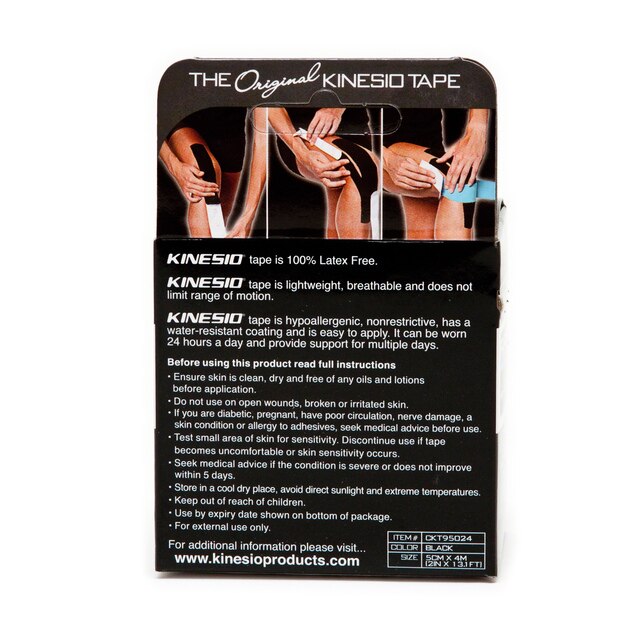 THE Original KINESIO TAPE
KINESIO tape is 100% Latex Free.
KINESIO tape is lightweight, breathable and does not
limit range of motion.
KINESIO tape is hypoallergenic, nonrestrictive, has a
water-resistant coating and is easy to apply. It can be worn
24 hours a day and provide support for multiple days.
Before using this product read full instructions
• Ensure skin is clean, dry and free of any oils and lotions
before application.
• Do not use on open wounds, broken or irritated skin.
• If you are diabetic, pregnant, have poor circulation, nerve damage, a
skin condition or allergy to adhesives, seek medical advice before use.
• Test small area of skin for sensitivity. Discontinue use if tape
becomes uncomfortable or skin sensitivity occurs.
• Seek medical advice if the condition is severe or does not improve
within 5 days.
• Store in a cool dry place, avoid direct sunlight and extreme temperatures.
• Keep out of reach of children.
• Use by expiry date shown on bottom of package.
• For external use only.
For additional information please visit...
www.kinesioproducts.com
ITEM # CKT95024
COLOR BLACK
SIZE 5CM X 4M
(2IN X 13.1FT)